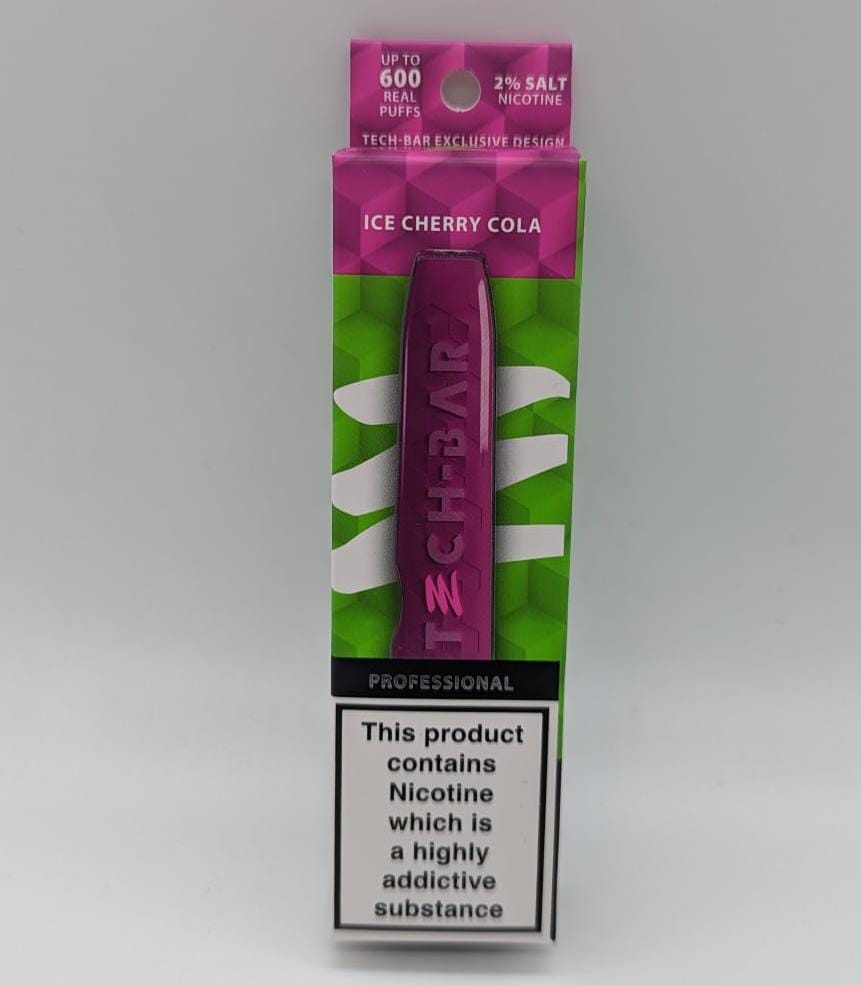 UP TO
600
REAL
PUFFS
2% SALT
NICOTINE
TECH-BAR EXCLUSIVE DESIGN
ICE CHERRY COLA
TECH-BAR
PROFESSIONAL
This product
contains
Nicotine
which is
a highly
addictive
substance